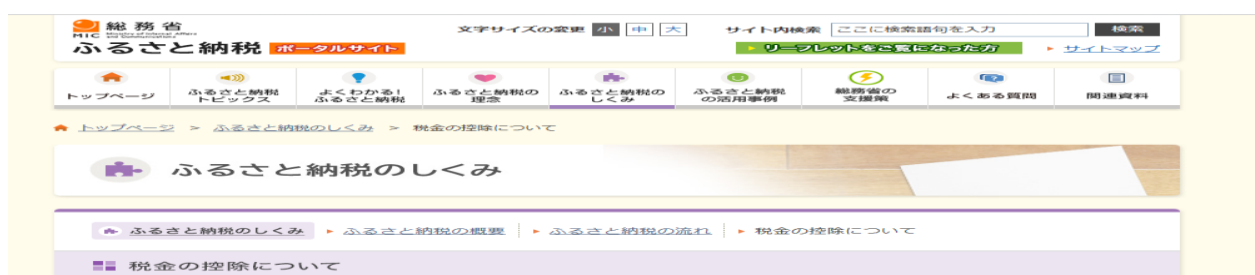 総務省
MIC Ministry of Internal Affairs and Communications
文字サイズの変更 小 中 大
サイト内検索 ここに検索語句を入力 検索
ふるさと納税 ポータルサイト
リーフレットをご覧になった方 サイトマップ
トップページ
ふるさと納税トピックス
よくわかる!ふるさと納税
ふるさと納税の理念
ふるさと納税のしくみ
ふるさと納税の活用事例
総務省の支援策
よくある質問
関連資料
トップページ > ふるさと納税のしくみ > 税金の控除について
ふるさと納税のしくみ
ふるさと納税のしくみ ふるさと納税の概要 ふるさと納税の流れ 税金の控除について
税金の控除について